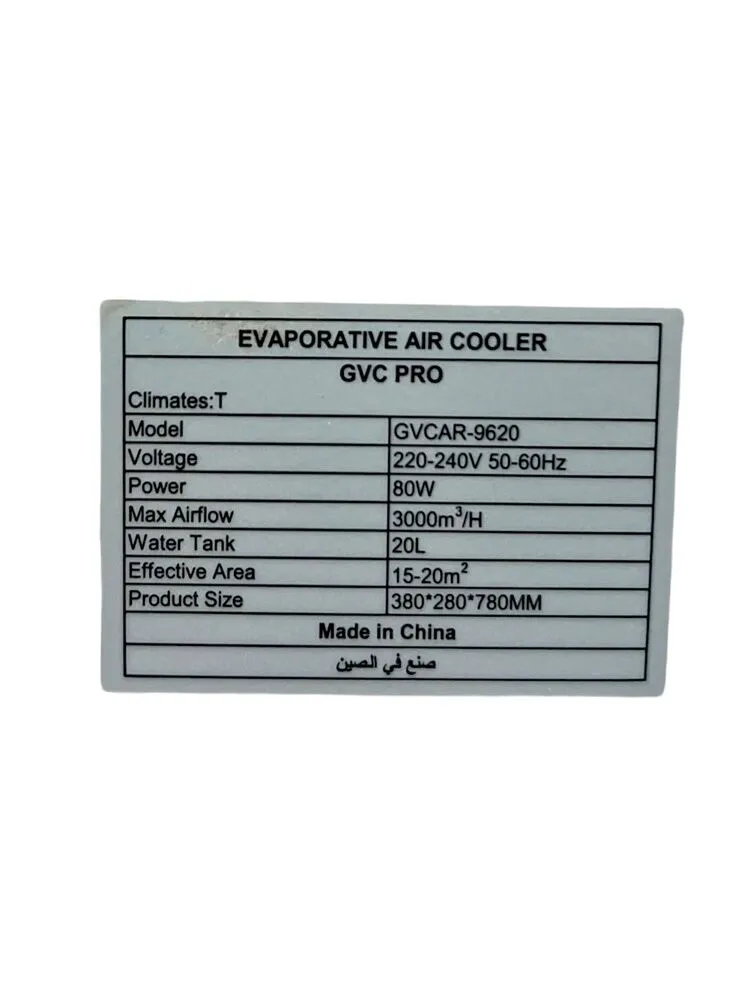 EVAPORATIVE AIR COOLER
GVC PRO
Climates:T
Model GVCAR-9620
Voltage 220-240V 50-60Hz
Power 80W
Max Airflow 3000m³/H
Water Tank 20L
Effective Area 15-20m²
Product Size 380*280*780MM
Made in China
صنع في الصين